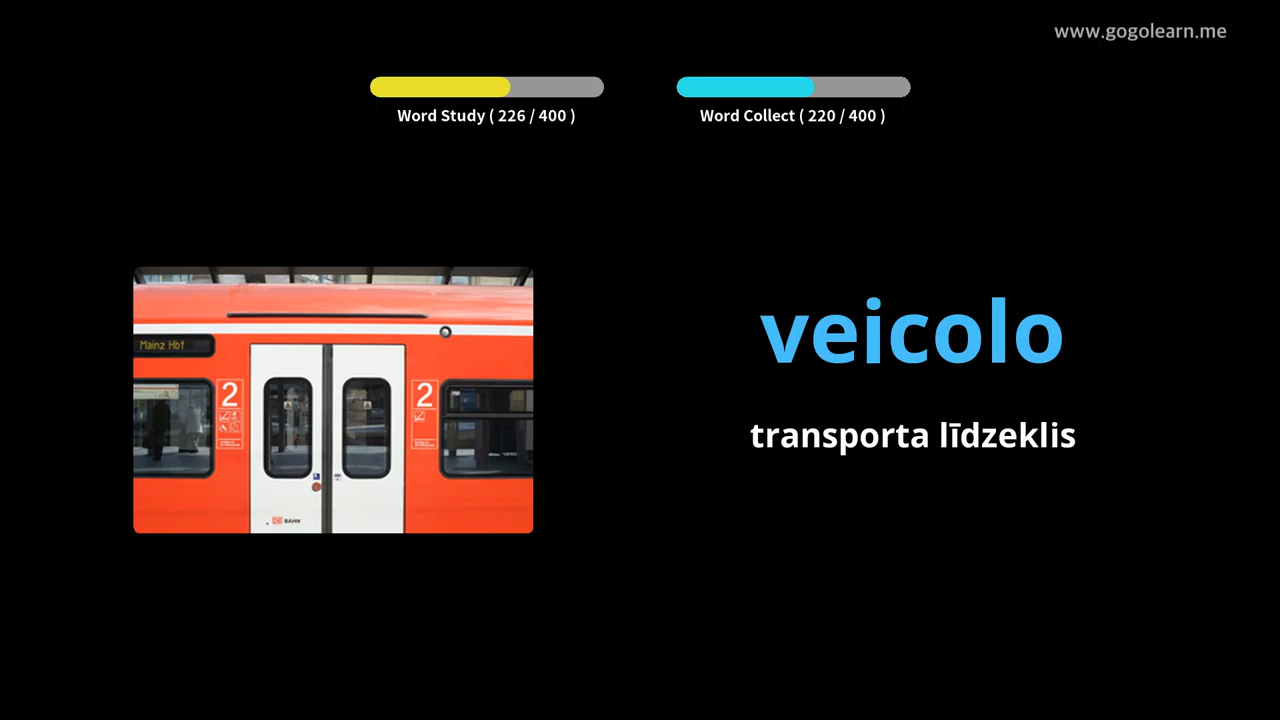 www.gogolearn.me
Word Study ( 226 / 400 )
Word Collect ( 220 / 400 )
Mainz Hbf
2
2
DB BAHN
veicolo
transporta līdzeklis